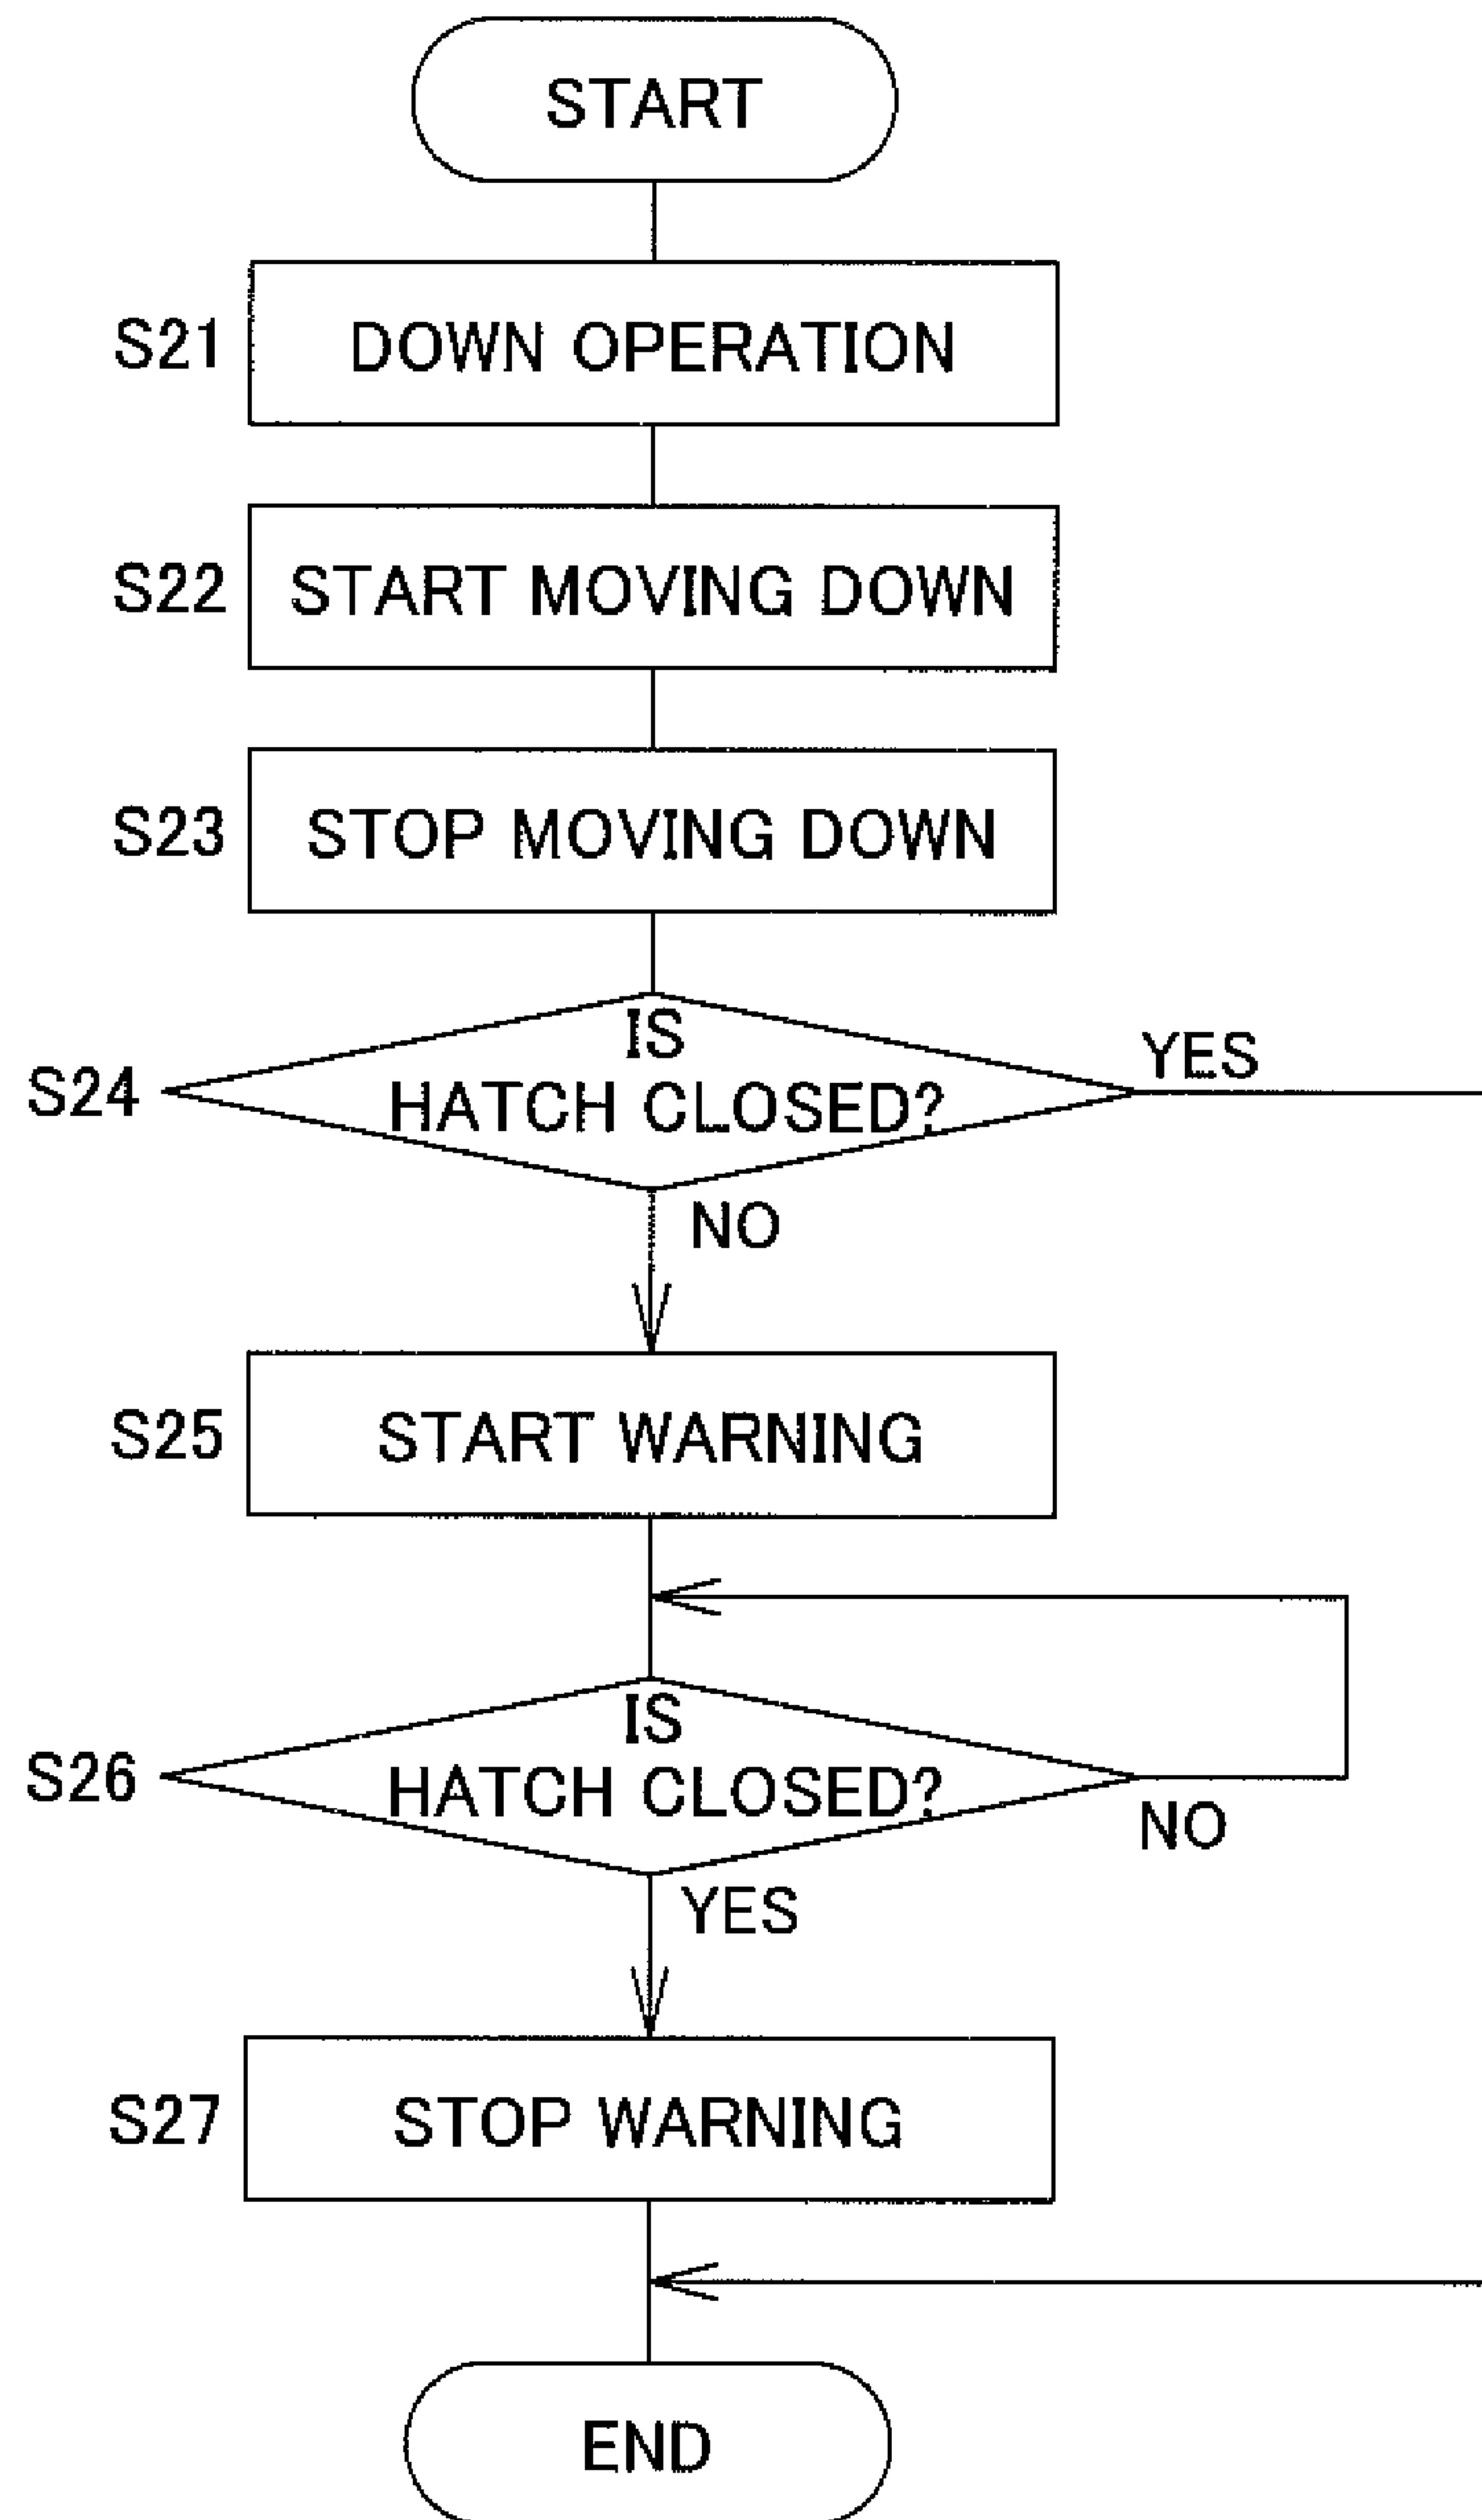 START
S21 DOWN OPERATION
S22 START MOVING DOWN
S23 STOP MOVING DOWN
IS
S24 HATCH CLOSED? YES
NO
S25 START WARNING
IS
S26 HATCH CLOSED?
NO
YES
S27 STOP WARNING
END